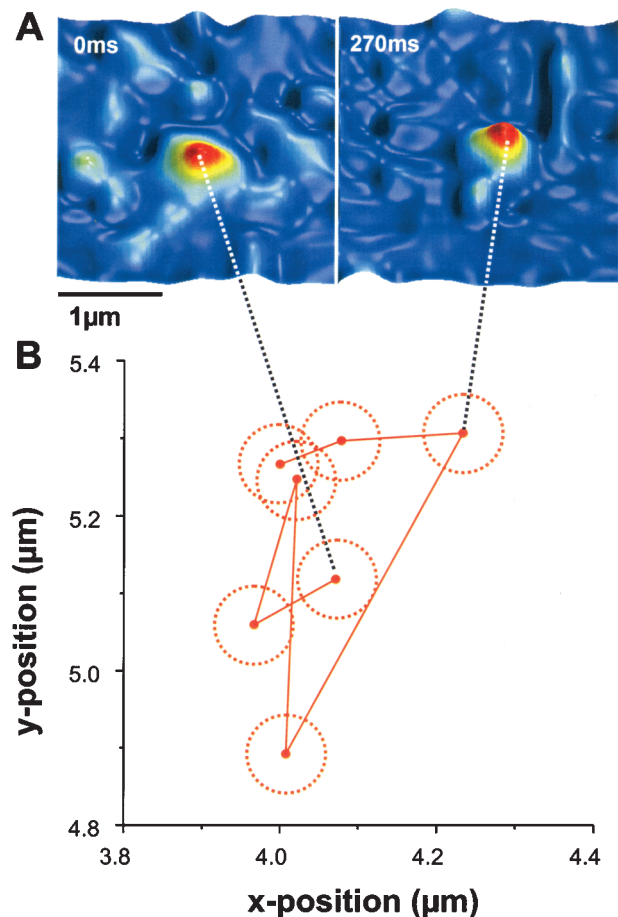 A
0ms
270ms
1µm
B
5.4
5.2
5.0
4.8
y-position (µm)
3.8
4.0
4.2
4.4
x-position (µm)